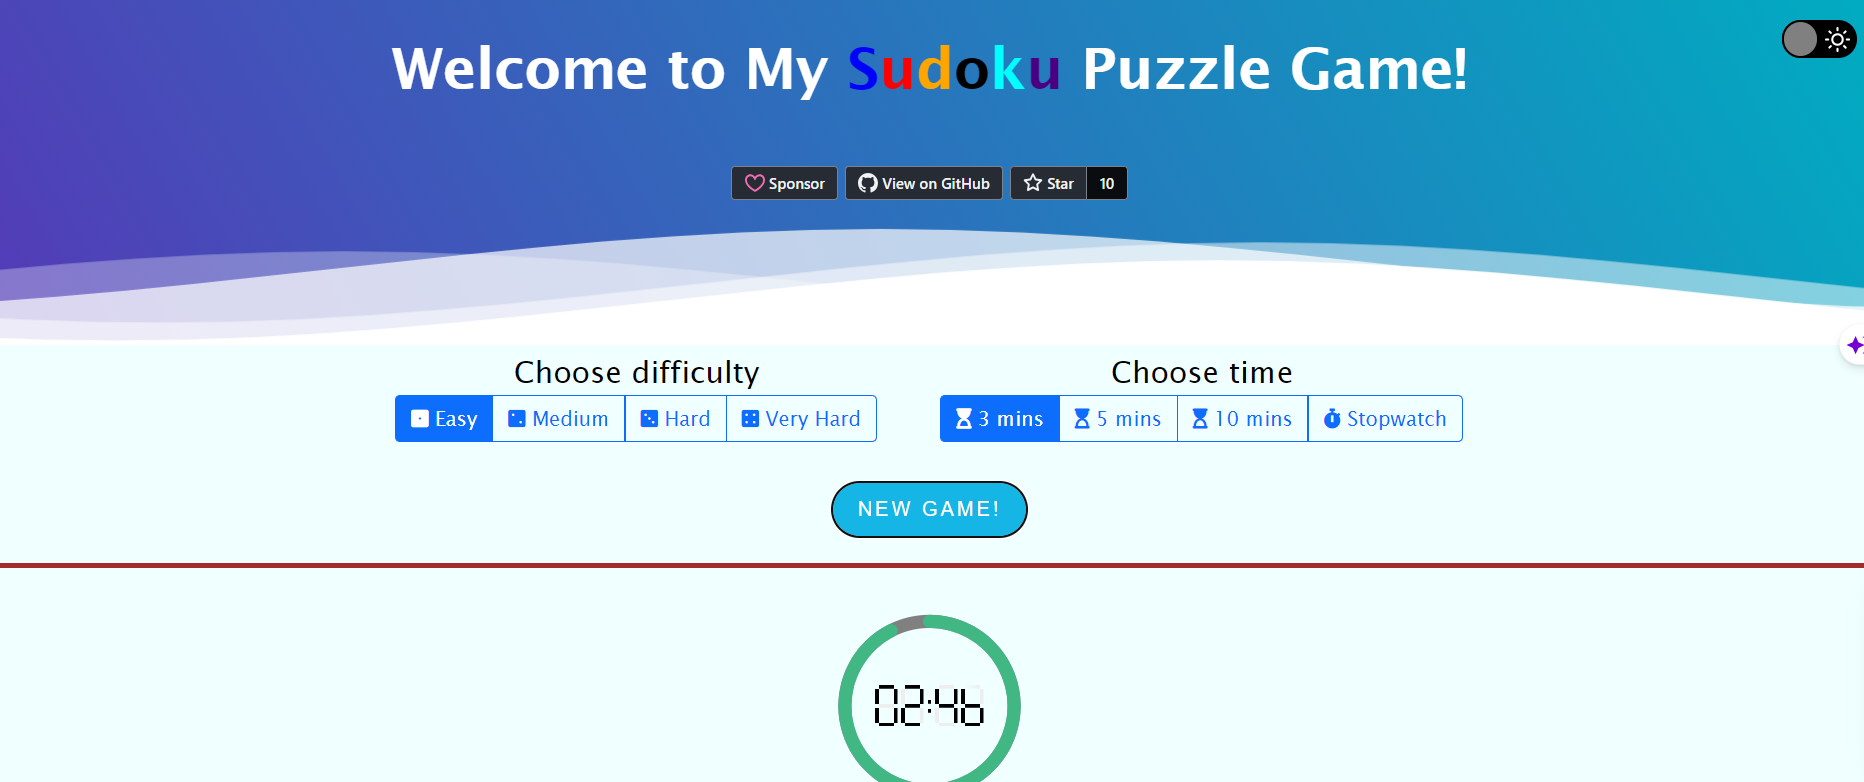 Welcome to My Sudoku Puzzle Game!
Sponsor View on GitHub Star 10
Choose difficulty Choose time
Easy Medium Hard Very Hard 3 mins 5 mins 10 mins Stopwatch
NEW GAME!
02:46